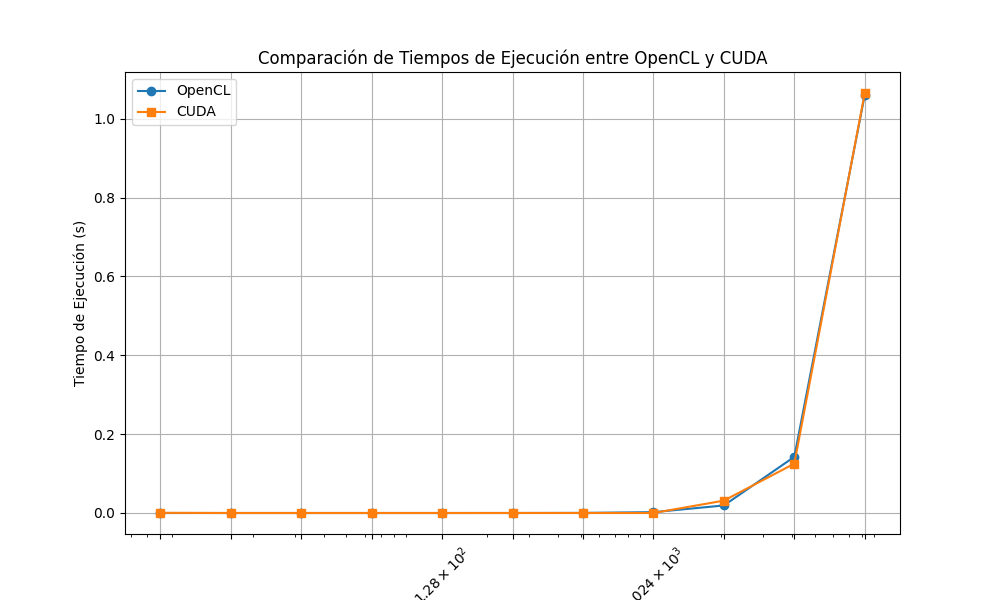 Comparación de Tiempos de Ejecución entre OpenCL y CUDA
OpenCL
CUDA
Tiempo de Ejecución (s)
1.0
0.8
0.6
0.4
0.2
0.0
1.28 × 10²
024 × 10³